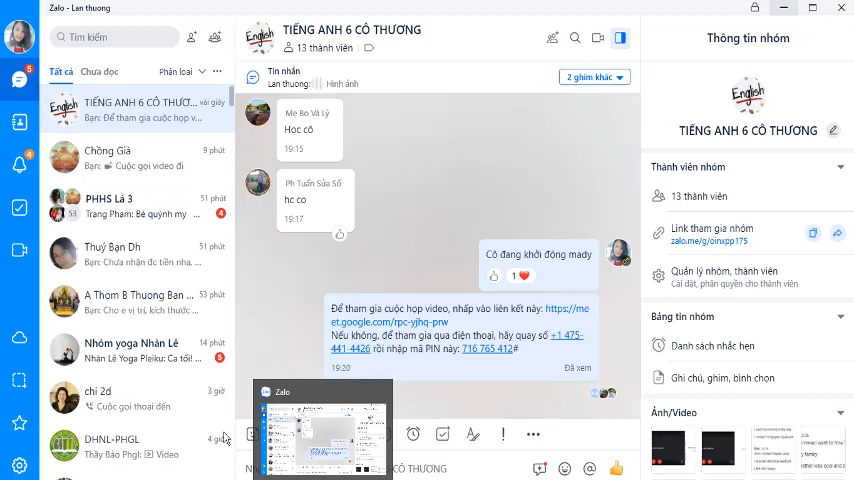 Zalo - Lan thuong
Tìm kiếm
5
Tất cả
Chưa đọc
Phân loại
TIẾNG ANH 6 CÔ THƯƠ...
vài giây
Bạn: Để tham gia cuộc họp v...
Chồng Già
9 phút
Bạn: Cuộc gọi video đi
4
PHHS Lá 3
51 phút
53
Trang Pham: Bé quỳnh my ...
4
Thuý Bạn Dh
51 phút
Bạn: Chưa nhận đc tiền nha, ...
A Thom B Thuong Ban ...
53 phút
Bạn: Cho e vị trí, kích thước ...
Nhóm yoga Nhân Lê
14 phút
Nhàn Lê Yoga Pleiku: Ca tối! ...
5
chi 2d
3 giờ
Cuộc gọi thoại đến
DHNL-PHGL
Thầy Bảo Phgl: Video
English
TIẾNG ANH 6 CÔ THƯƠNG
13 thành viên
Tin nhắn
Lan thuong: Hình ảnh
2 ghim khác
Mẹ Bo Và Lỳ
Học cô
19:15
Ph Tuấn Sửa Số
hc co
19:17
Cô đang khởi động mady
1
Để tham gia cuộc họp video, nhấp vào liên kết này: https://me
et.google.com/rpc-yjhq-prw
Nếu không, để tham gia qua điện thoại, hãy quay số +1 475-
441-4426 rồi nhập mã PIN này: 716 765 412#
19:20
Đã xem
Zalo
CÔ THƯƠNG
Thông tin nhóm
English
TIẾNG ANH 6 CÔ THƯƠNG
Thành viên nhóm
13 thành viên
Link tham gia nhóm
zalo.me/g/oinxpp175
Quản lý nhóm, thành viên
Cài đặt, phân quyền cho thành viên
Bảng tin nhóm
Danh sách nhắc hẹn
Ghi chú, ghim, bình chọn
Ảnh/Video